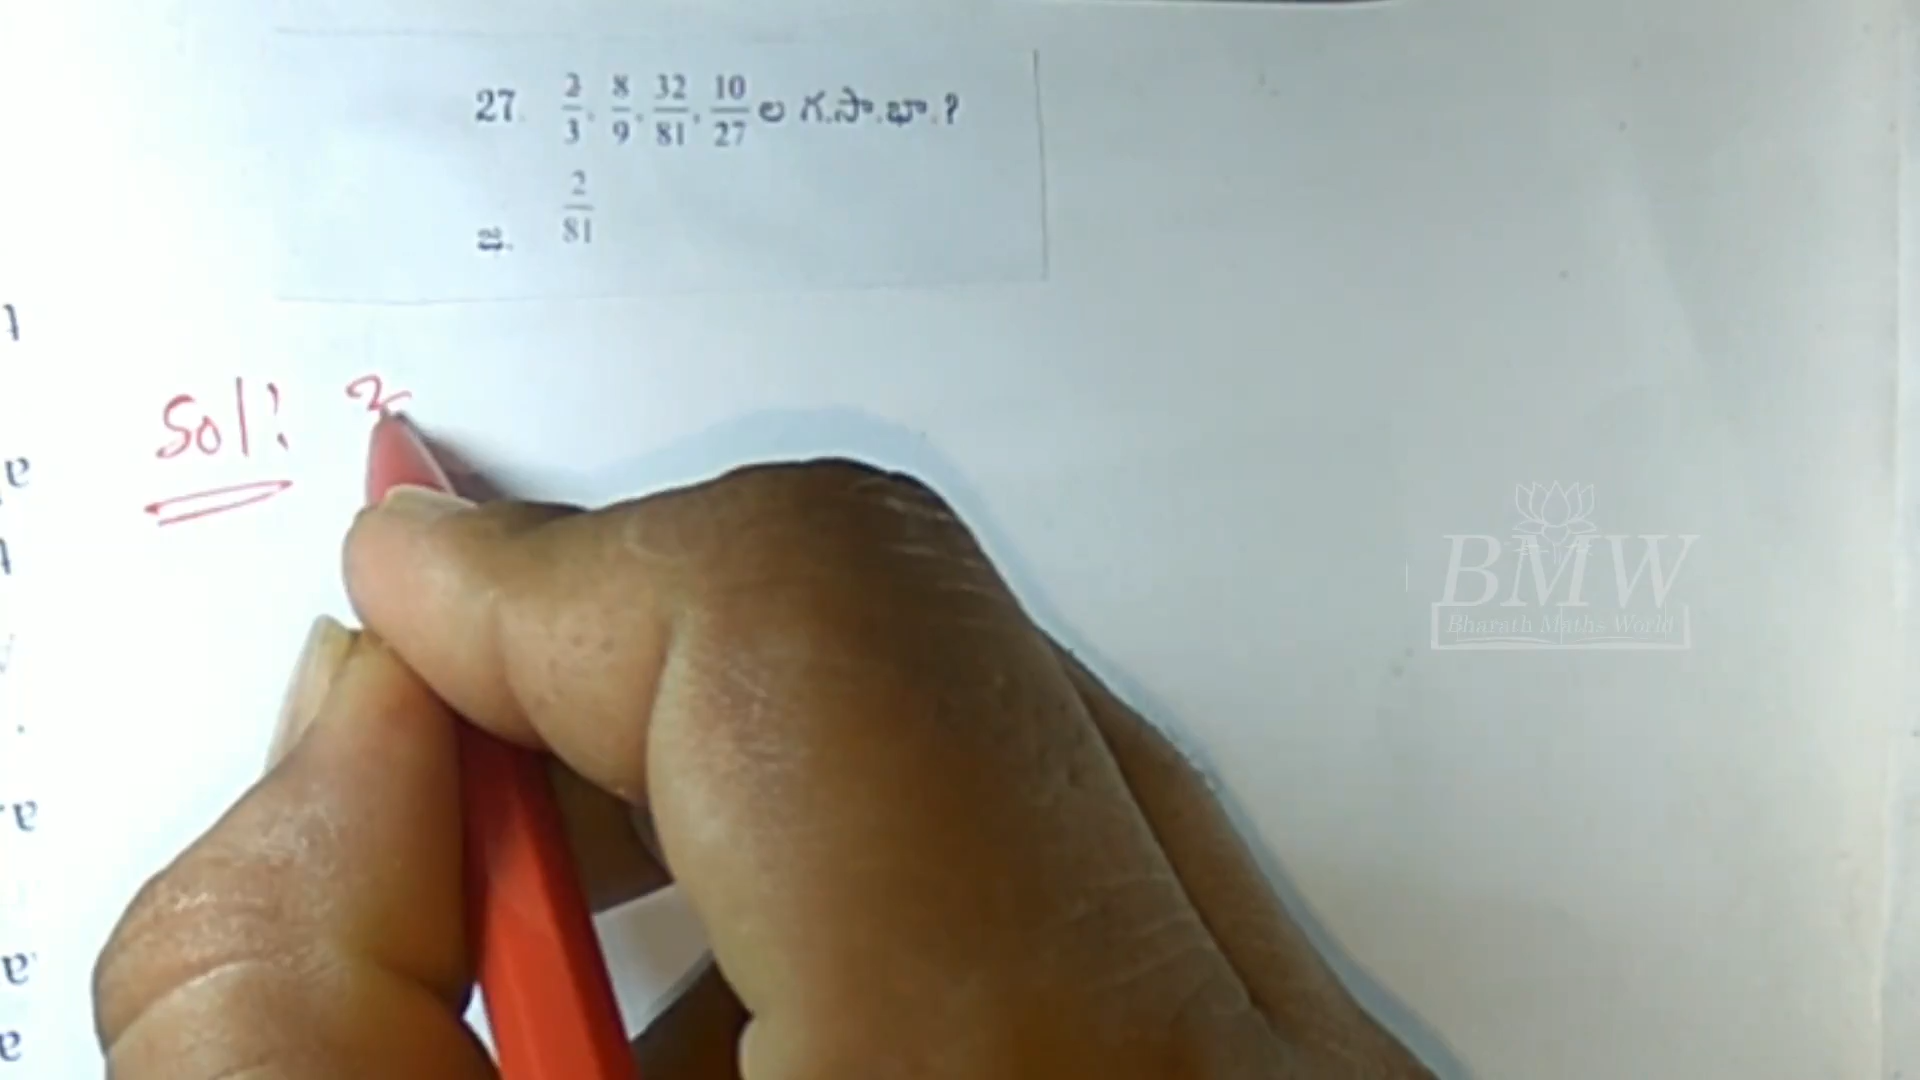 27. 2/3, 8/9, 32/81, 10/27 ల గ.సా.భా.?
జ. 2/81
Sol:
BMW
Bharath Maths World